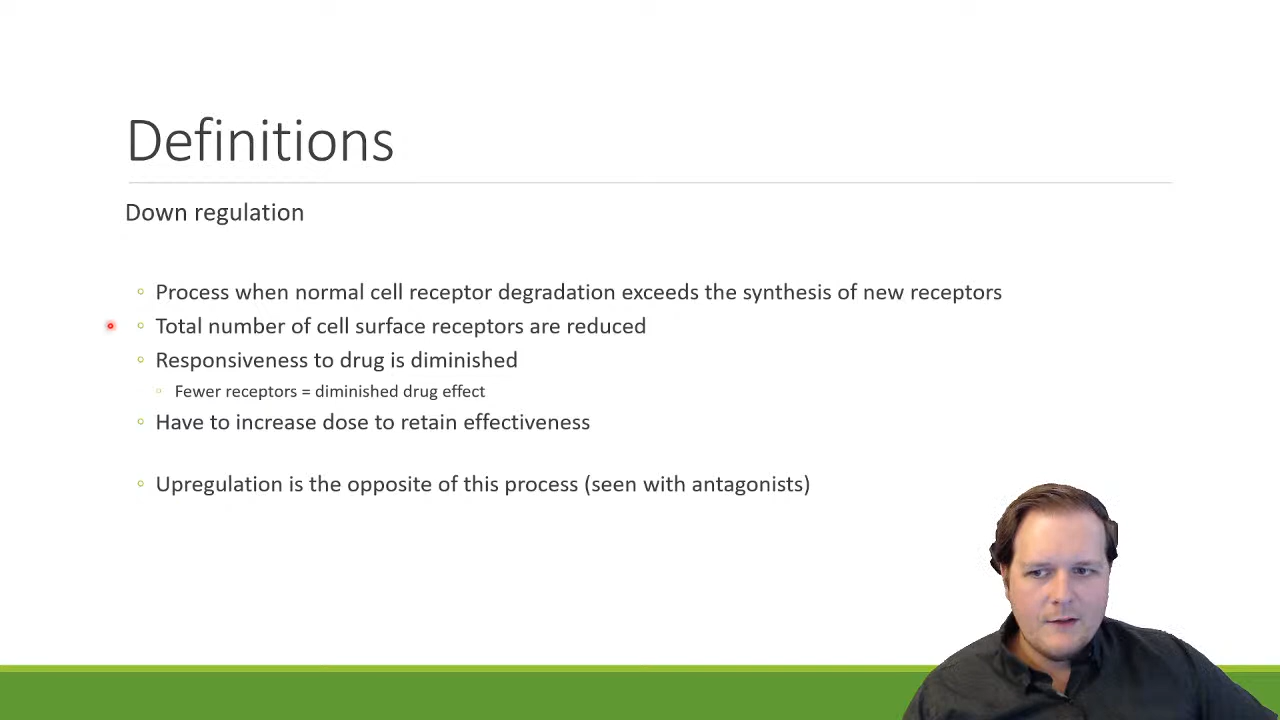 Definitions
Down regulation
Process when normal cell receptor degradation exceeds the synthesis of new receptors
Total number of cell surface receptors are reduced
Responsiveness to drug is diminished
Fewer receptors = diminished drug effect
Have to increase dose to retain effectiveness
Upregulation is the opposite of this process (seen with antagonists)